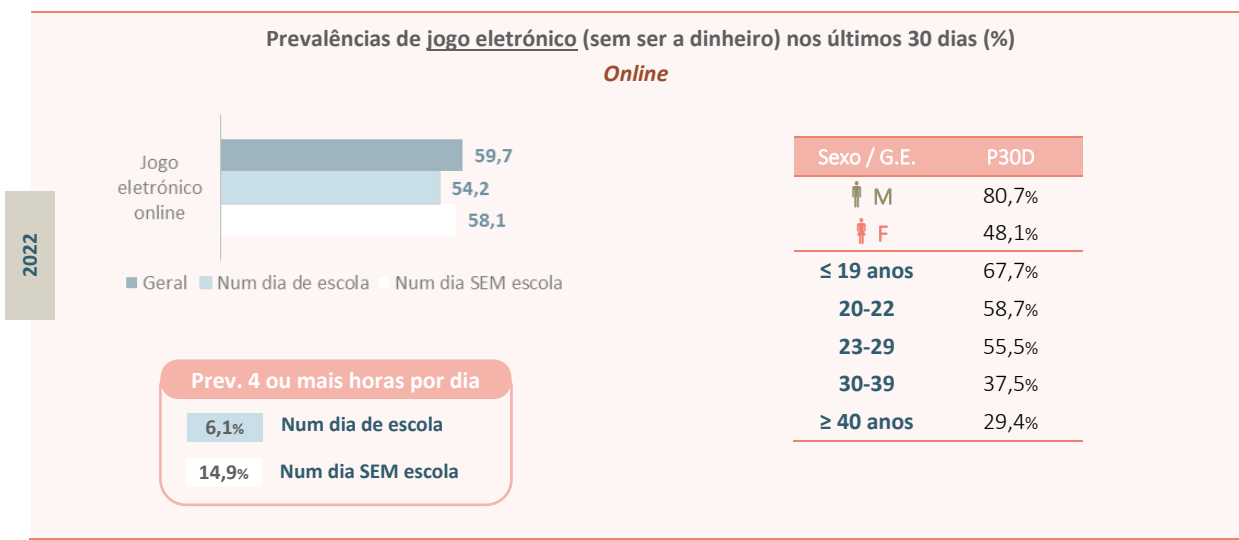 Prevalências de jogo eletrónico (sem ser a dinheiro) nos últimos 30 dias (%)
Online
2022
Jogo
eletrónico
online
59,7
54,2
58,1
Geral Num dia de escola Num dia SEM escola
Prev. 4 ou mais horas por dia
6,1% Num dia de escola
14,9% Num dia SEM escola
Sexo / G.E. P30D
M 80,7%
F 48,1%
≤ 19 anos 67,7%
20-22 58,7%
23-29 55,5%
30-39 37,5%
≥ 40 anos 29,4%